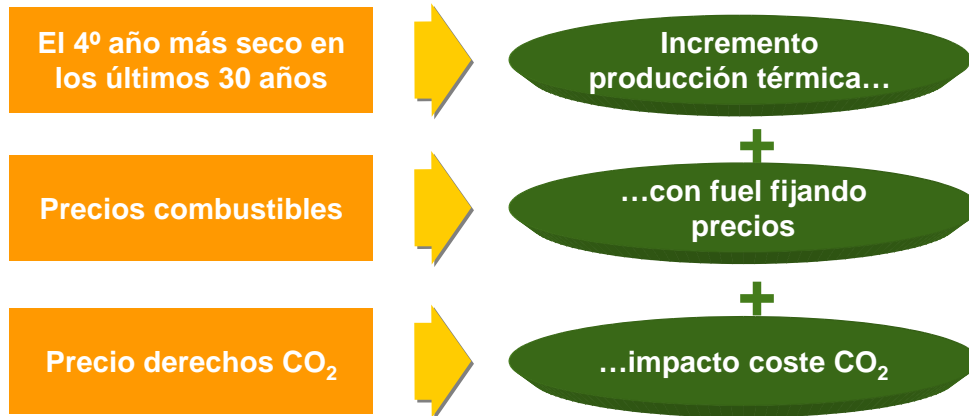 El 4º año más seco en
los últimos 30 años
Incremento
producción térmica…
+
Precios combustibles
…con fuel fijando
precios
+
Precio derechos CO₂
…impacto coste CO₂